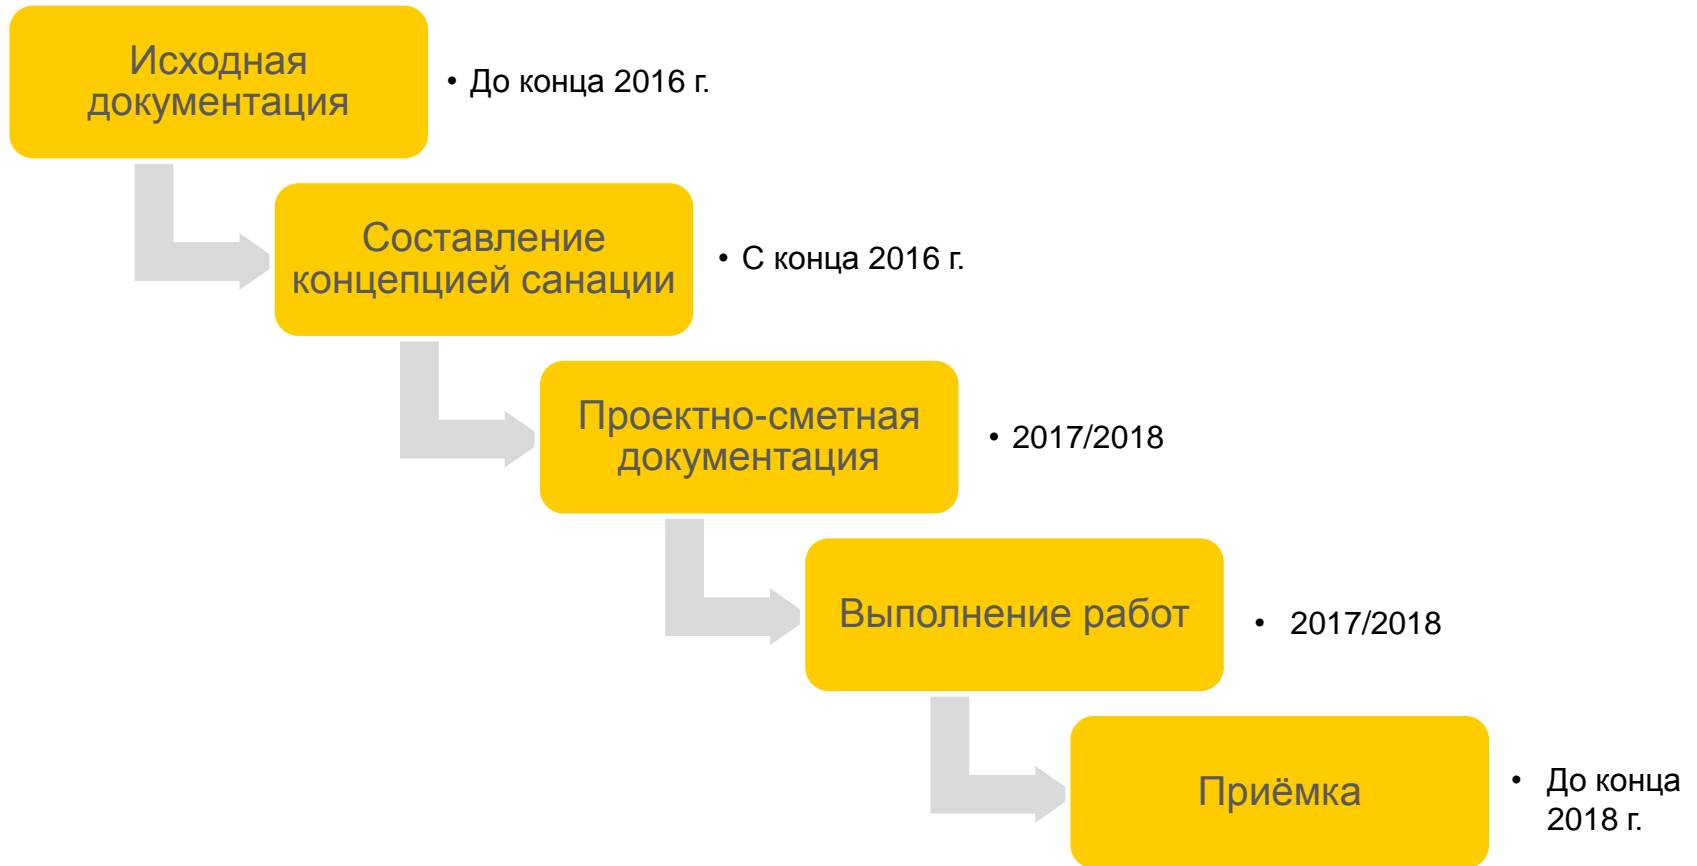 Исходная
документация
• До конца 2016 г.
Составление
концепцией санации
• С конца 2016 г.
Проектно-сметная
документация
• 2017/2018
Выполнение работ
• 2017/2018
Приёмка
• До конца
2018 г.